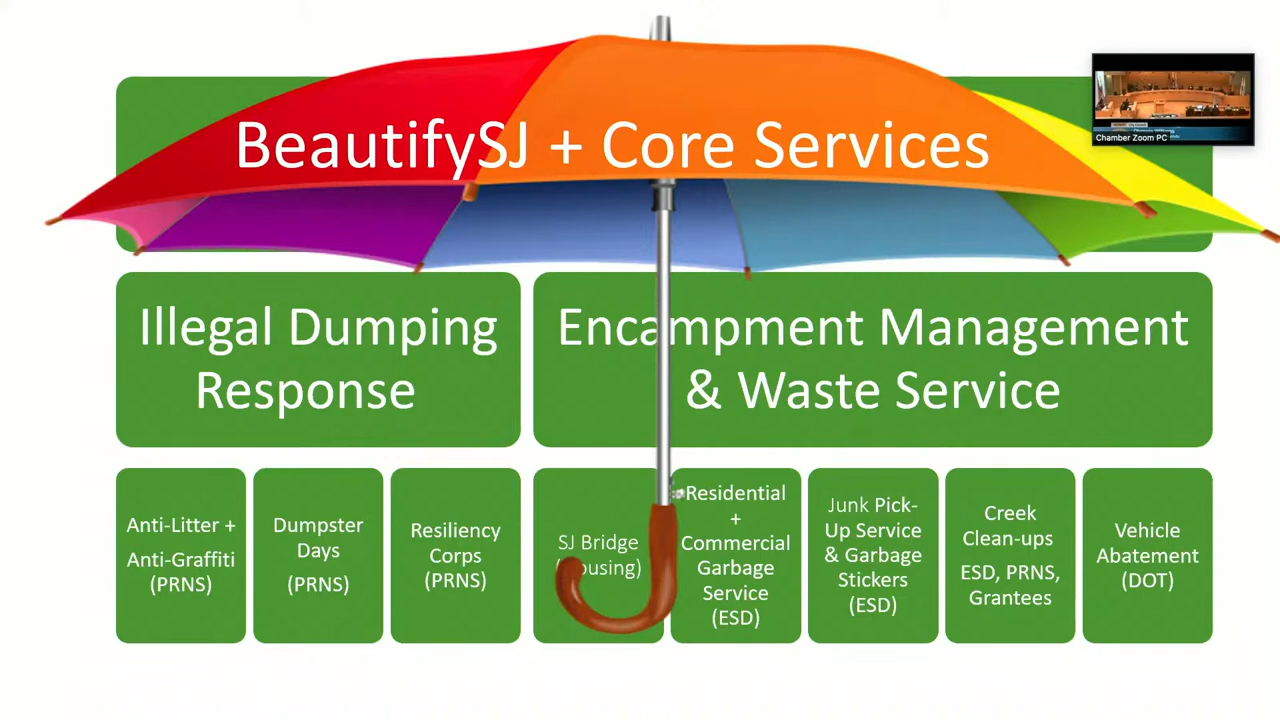 BeautifySJ + Core Services
Chamber Zoom PC
Illegal Dumping
Response
Encampment Management
& Waste Service
Anti-Litter +
Anti-Graffiti
(PRNS)
Dumpster
Days
(PRNS)
Resiliency
Corps
(PRNS)
SJ Bridge
Residential
+
Commercial
Garbage
Service
(ESD)
Junk Pick-
Up Service
& Garbage
Stickers
(ESD)
Creek
Clean-ups
ESD, PRNS,
Grantees
Vehicle
Abatement
(DOT)